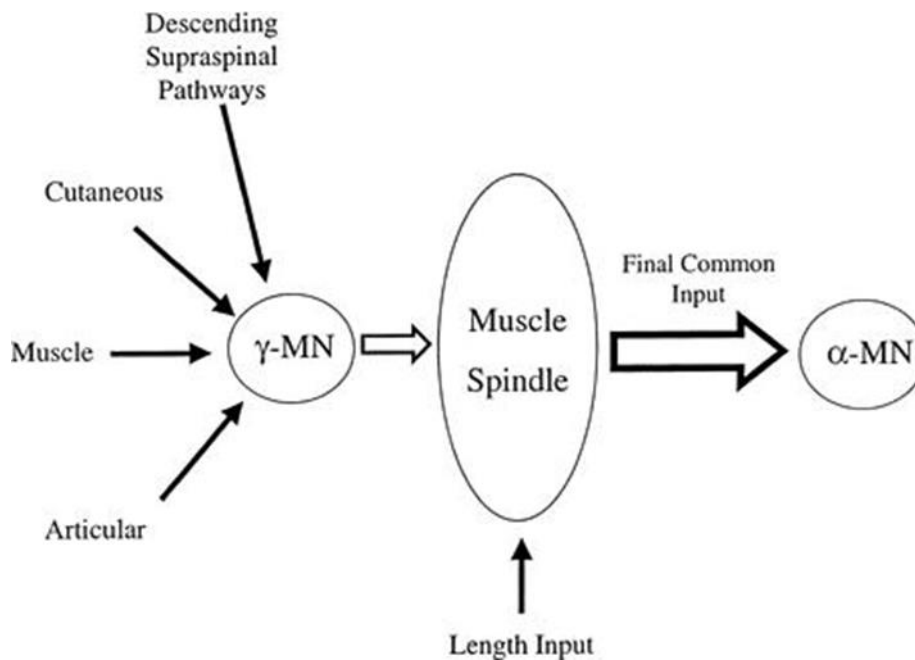 Descending
Supraspinal
Pathways
Cutaneous
Muscle
Articular
γ-MN
Muscle
Spindle
Length Input
Final Common
Input
α-MN